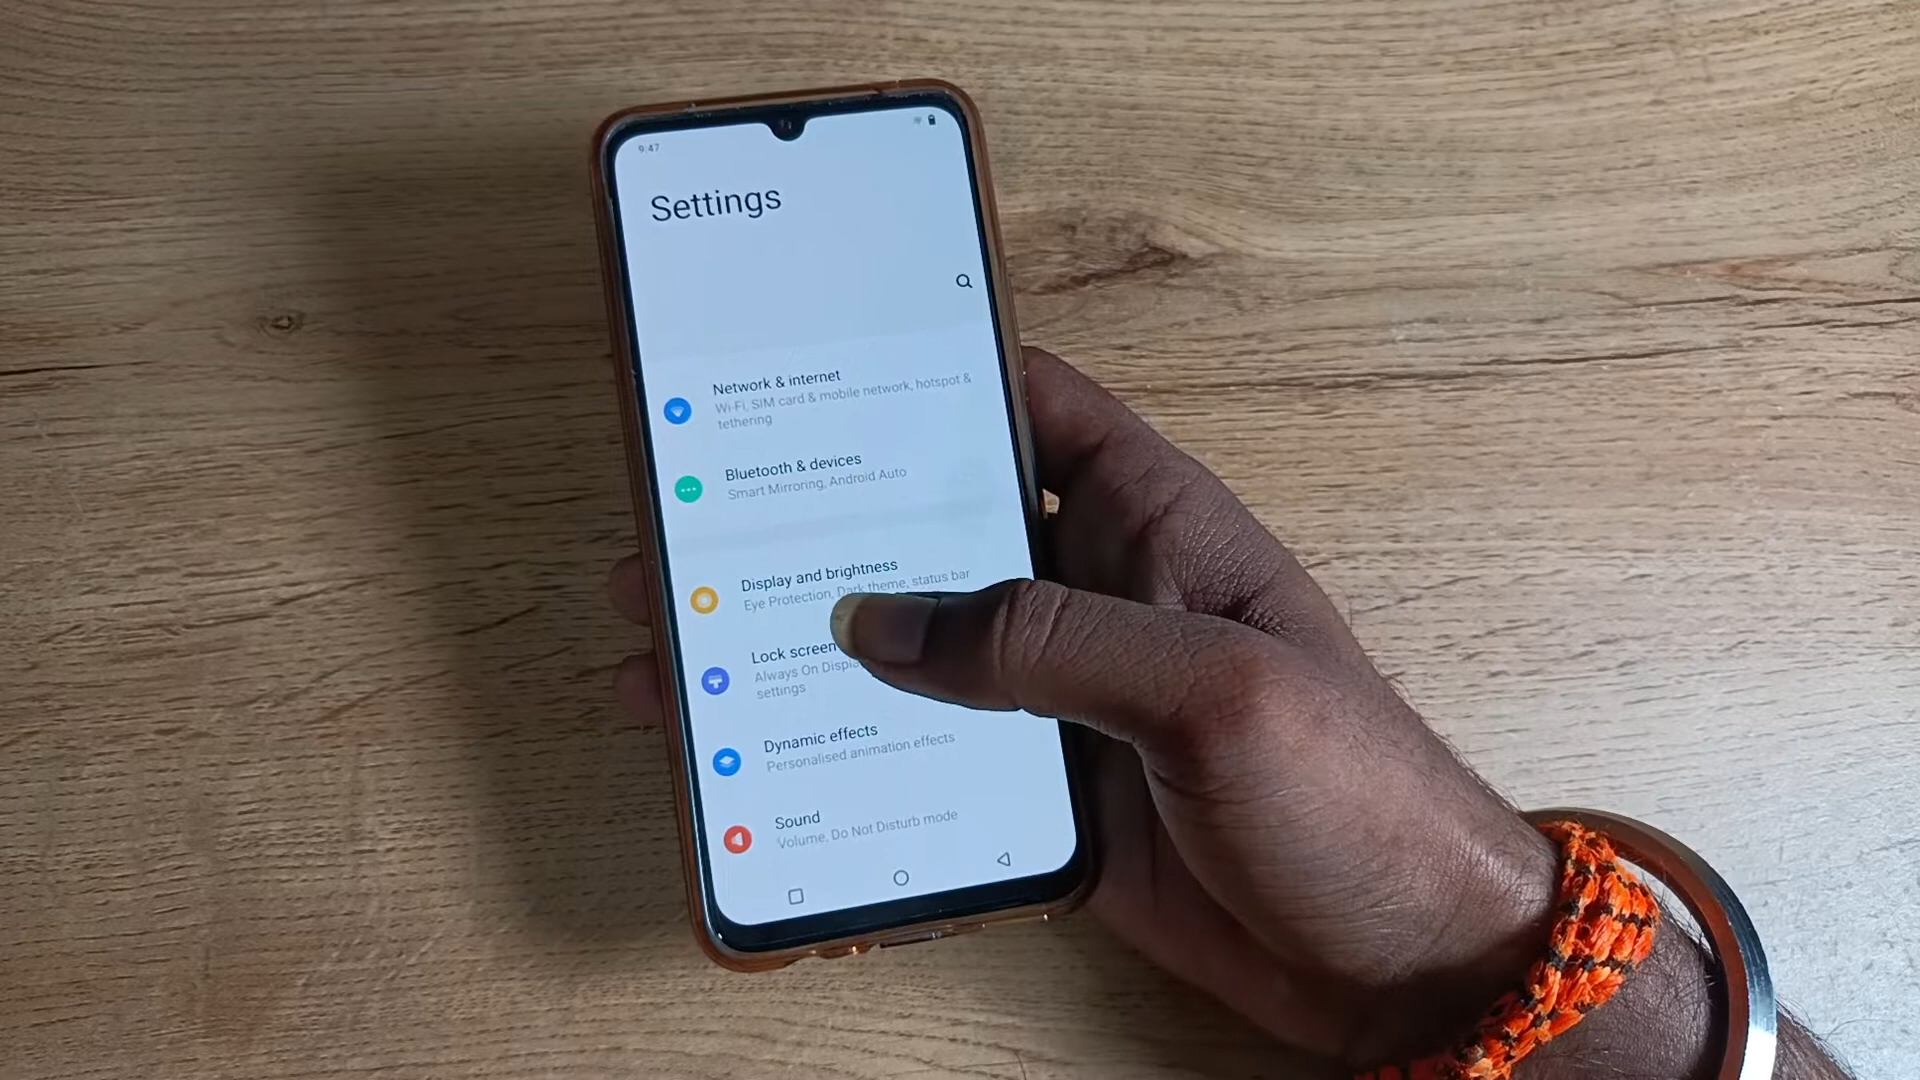 9:47
Settings
Network & internet
Wi-Fi, SIM card & mobile network, hotspot &
tethering
Bluetooth & devices
Smart Mirroring, Android Auto
Display and brightness
Eye Protection, Dark theme, status bar
Lock screen
Always On Display
settings
Dynamic effects
Personalised animation effects
Sound
Volume, Do Not Disturb mode